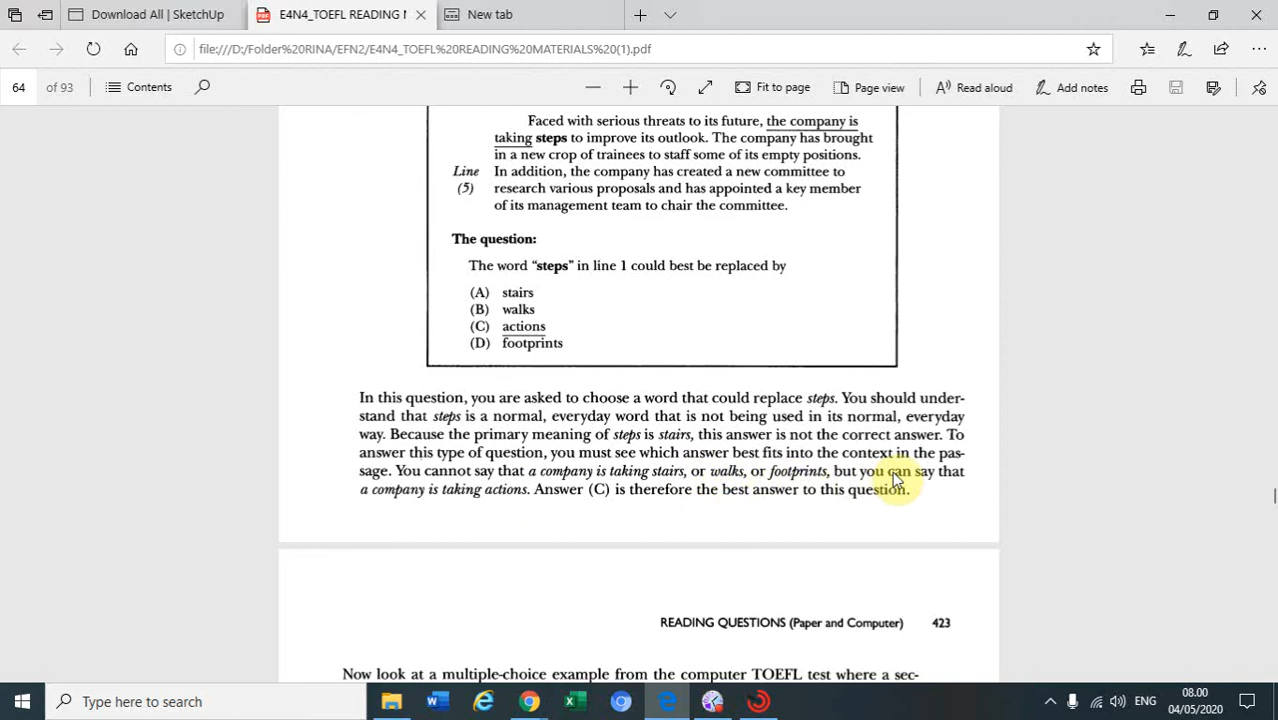 Download All | SketchUp
E4N4_TOEFL READING M
New tab
file:///D:/Folder%20RINA/EFN2/E4N4_TOEFL%20READING%20MATERIALS%20(1).pdf
64 of 93
Contents
Fit to page
Page view
Read aloud
Add notes
Faced with serious threats to its future, the company is
taking steps to improve its outlook. The company has brought
in a new crop of trainees to staff some of its empty positions.
Line In addition, the company has created a new committee to
(5) research various proposals and has appointed a key member
of its management team to chair the committee.
The question:
The word “steps” in line 1 could best be replaced by
(A) stairs
(B) walks
(C) actions
(D) footprints
In this question, you are asked to choose a word that could replace steps. You should under-
stand that steps is a normal, everyday word that is not being used in its normal, everyday
way. Because the primary meaning of steps is stairs, this answer is not the correct answer. To
answer this type of question, you must see which answer best fits into the context in the pas-
sage. You cannot say that a company is taking stairs, or walks, or footprints, but you can say that
a company is taking actions. Answer (C) is therefore the best answer to this question.
READING QUESTIONS (Paper and Computer) 423
Now look at a multiple-choice example from the computer TOEFL test where a sec-
Type here to search
ENG
08.00
04/05/2020